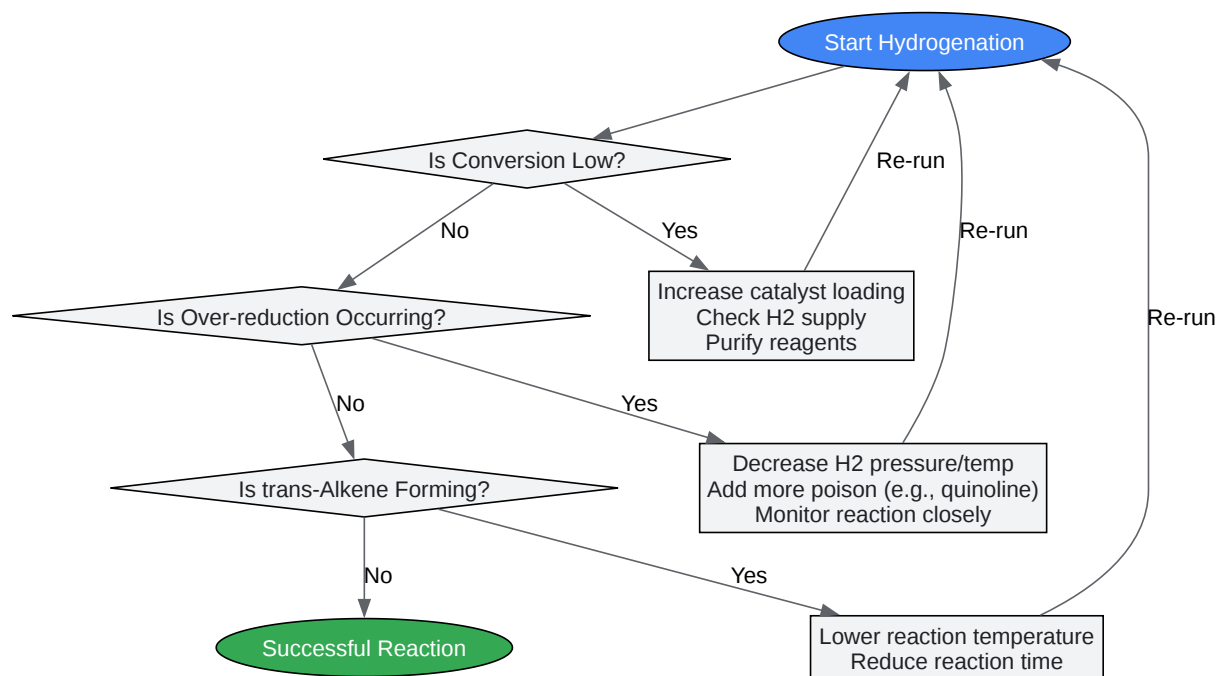 Start Hydrogenation
Is Conversion Low?
Re-run
No
Yes
Re-run
Increase catalyst loading
Check H2 supply
Purify reagents
Is Over-reduction Occurring?
Re-run
No
Yes
Decrease H2 pressure/temp
Add more poison (e.g., quinoline)
Monitor reaction closely
Is trans-Alkene Forming?
No
Yes
Successful Reaction
Lower reaction temperature
Reduce reaction time